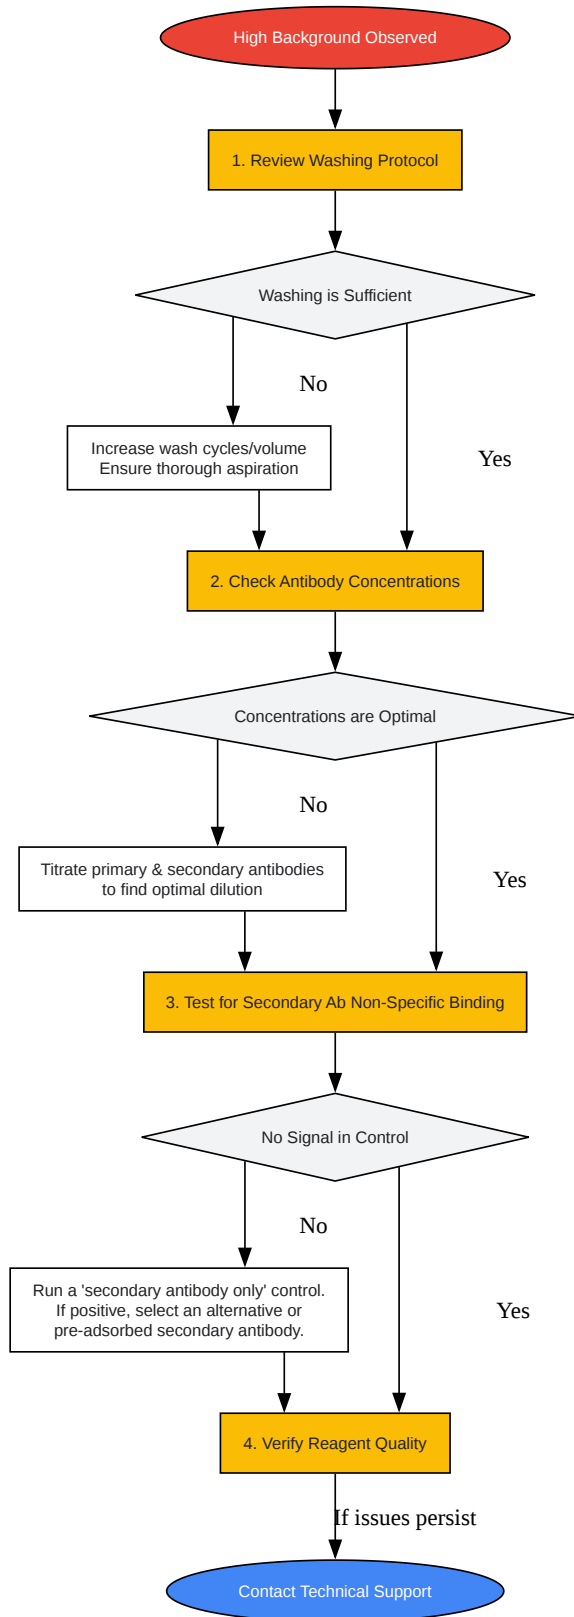 High Background Observed
1. Review Washing Protocol
Washing is Sufficient
No
Increase wash cycles/volume
Ensure thorough aspiration
Yes
2. Check Antibody Concentrations
Concentrations are Optimal
No
Titrate primary & secondary antibodies
to find optimal dilution
Yes
3. Test for Secondary Ab Non-Specific Binding
No Signal in Control
No
Run a 'secondary antibody only' control.
If positive, select an alternative or
pre-adsorbed secondary antibody.
Yes
4. Verify Reagent Quality
If issues persist
Contact Technical Support